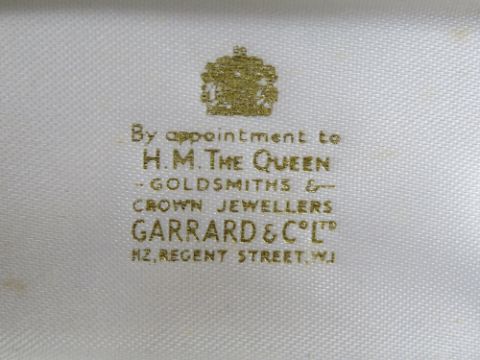 By appointment to
H.M. THE QUEEN
- GOLDSMITHS &-
CROWN JEWELLERS
GARRARD & Cº LTD
112, REGENT STREET. W.1